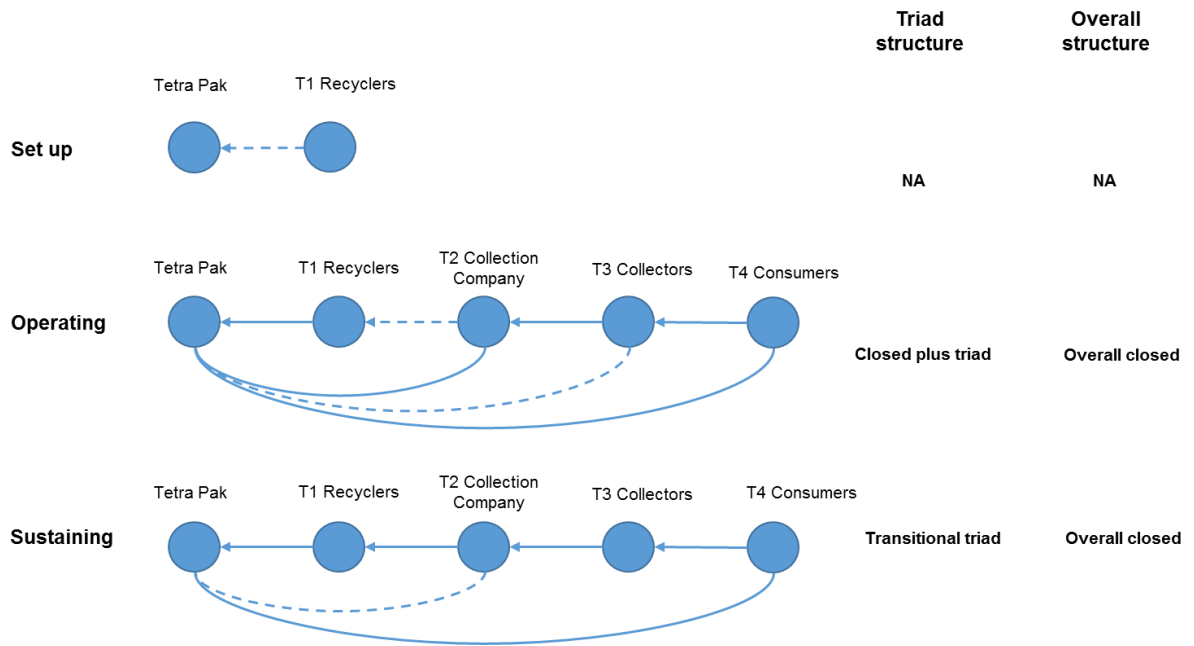 Triad
structure
Overall
structure
Tetra Pak
T1 Recyclers
Set up
NA
NA
Tetra Pak
T1 Recyclers
T2 Collection
Company
T3 Collectors
T4 Consumers
Operating
Closed plus triad
Overall closed
Tetra Pak
T1 Recyclers
T2 Collection
Company
T3 Collectors
T4 Consumers
Sustaining
Transitional triad
Overall closed